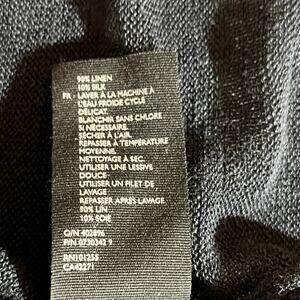 90% LINEN
10% SILK
FR - LAVER À LA MACHINE À
L'EAU FROIDE CYCLE
DÉLICAT.
BLANCHIR SANS CHLORE
SI NÉCESSAIRE.
SÉCHER À L'AIR.
REPASSER À TEMPÉRATURE
MOYENNE.
NETTOYAGE À SEC.
UTILISER UNE LESSIVE
DOUCE
UTILISER UN FILET DE
LAVAGE
REPASSER APRÈS LAVAGE
90% LIN
10% SOIE
O/N 402896
P/N 0730342 9
RN101255
CA42271